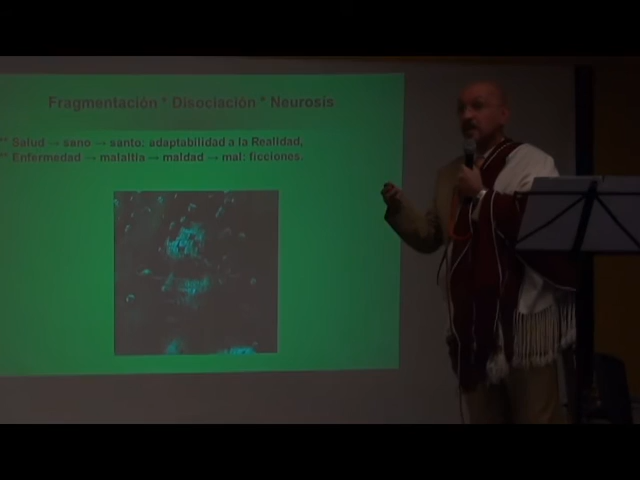 Fragmentación * Disociación * Neurosis
** Salud → sano → santo: adaptabilidad a la Realidad,
** Enfermedad → malaltia → maldad → mal: ficciones.